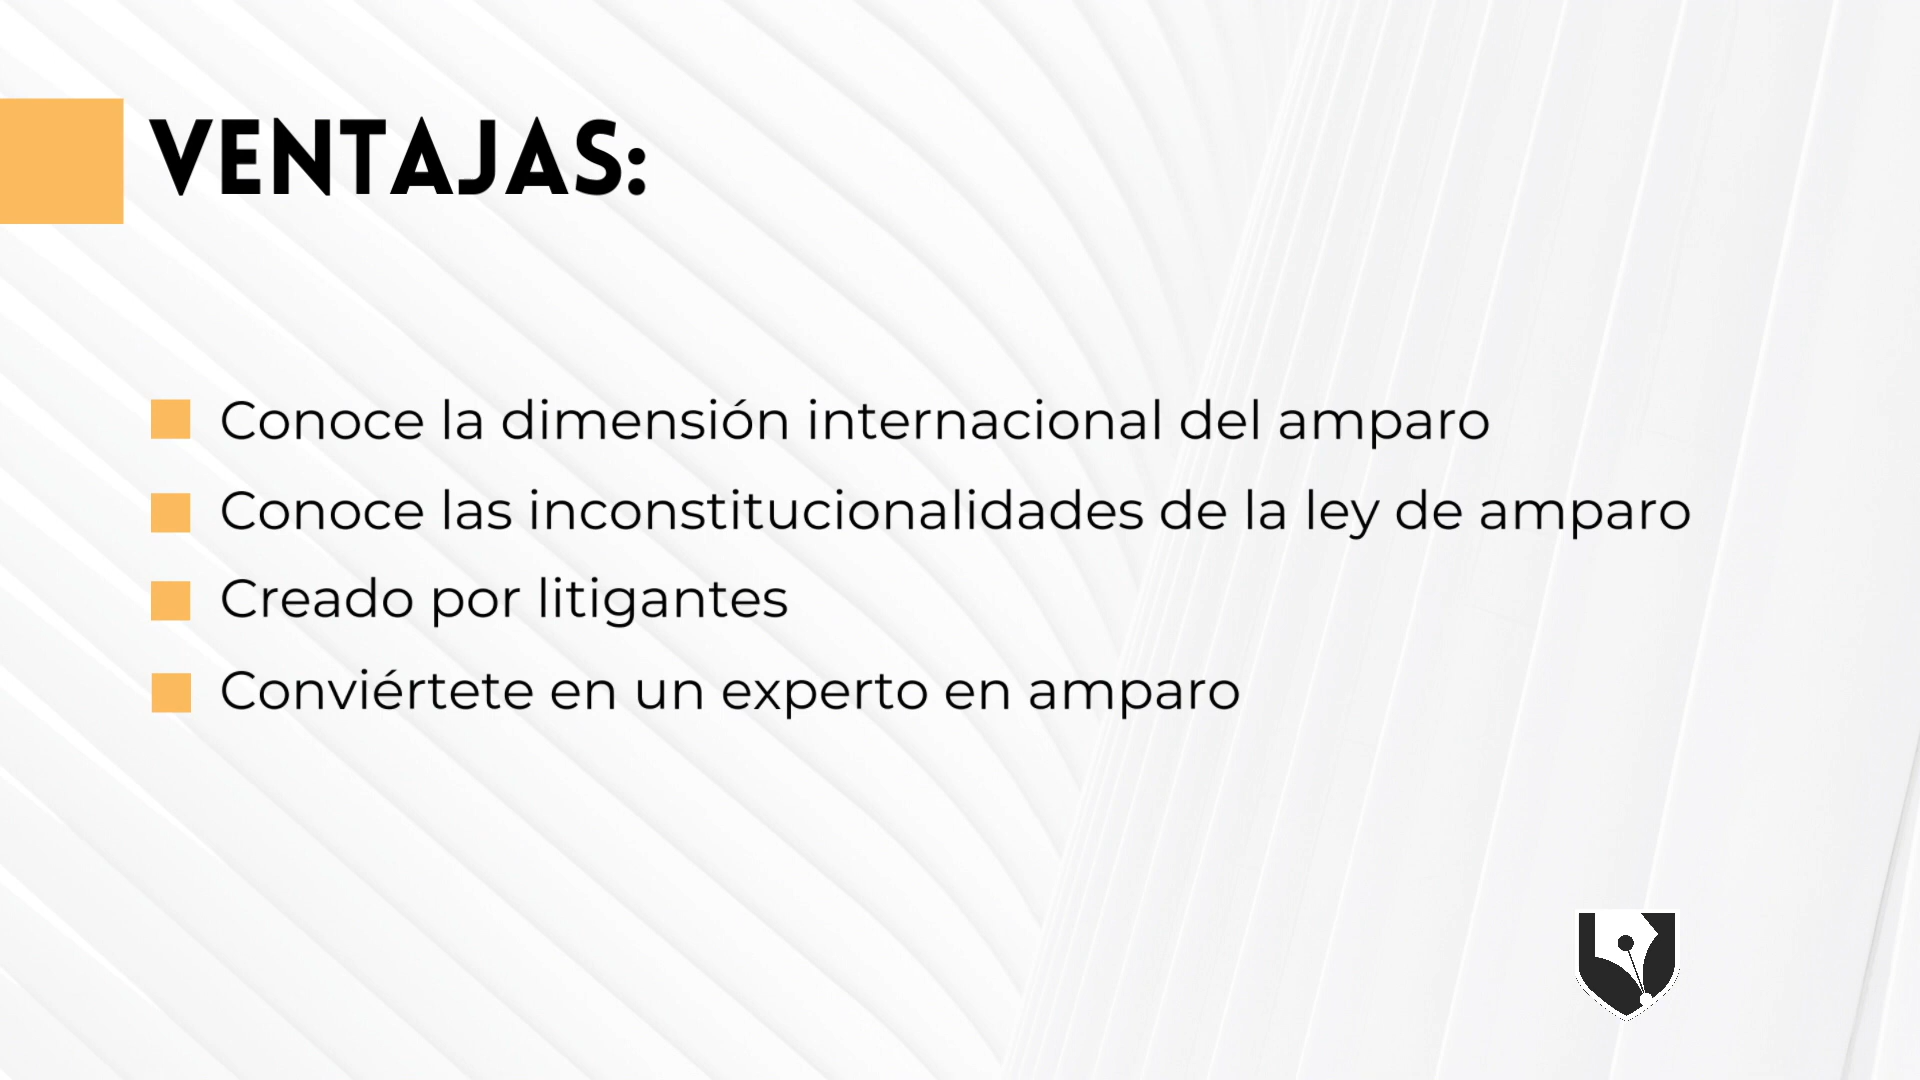 VENTAJAS:
Conoce la dimensión internacional del amparo
Conoce las inconstitucionalidades de la ley de amparo
Creado por litigantes
Conviértete en un experto en amparo